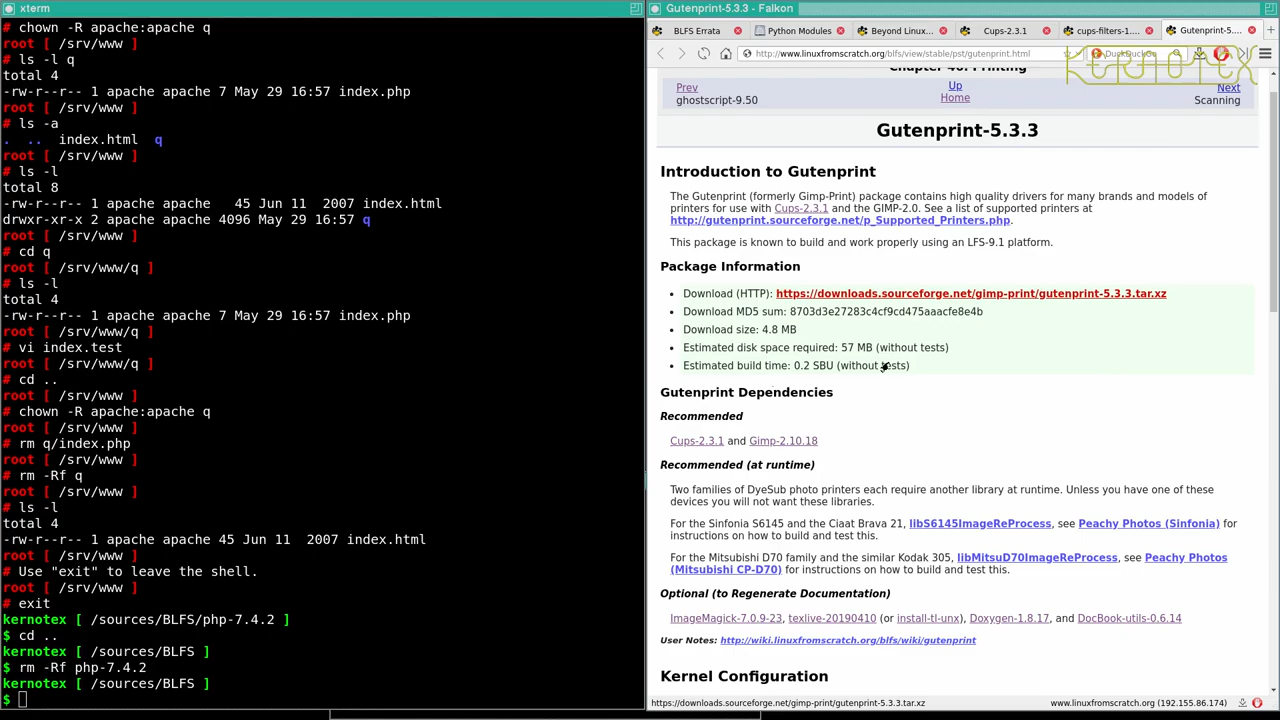 xterm
# chown -R apache:apache q
root [ /srv/www ]
# ls -l q
total 4
-rw-r--r-- 1 apache apache 7 May 29 16:57 index.php
root [ /srv/www ]
# ls -a
.  ..  index.html  q
root [ /srv/www ]
# ls -l
total 8
-rw-r--r-- 1 apache apache   45 Jun 11  2007 index.html
drwxr-xr-x 2 apache apache 4096 May 29 16:57 q
root [ /srv/www ]
# cd q
root [ /srv/www/q ]
# ls -l
total 4
-rw-r--r-- 1 apache apache 7 May 29 16:57 index.php
root [ /srv/www/q ]
# vi index.test
root [ /srv/www/q ]
# cd ..
root [ /srv/www ]
# chown -R apache:apache q
root [ /srv/www ]
# rm q/index.php
root [ /srv/www ]
# rm -Rf q
root [ /srv/www ]
# ls -l
total 4
-rw-r--r-- 1 apache apache 45 Jun 11  2007 index.html
root [ /srv/www ]
# Use "exit" to leave the shell.
root [ /srv/www ]
# exit
kernotex [ /sources/BLFS/php-7.4.2 ]
$ cd ..
kernotex [ /sources/BLFS ]
$ rm -Rf php-7.4.2
kernotex [ /sources/BLFS ]
$
Gutenprint-5.3.3 - Falkon
BLFS Errata
Python Modules
Beyond Linux...
Cups-2.3.1
cups-filters-1....
Gutenprint-5....
http://www.linuxfromscratch.org/blfs/view/stable/pst/gutenprint.html
DuckDuckGo
KERNOTEX
Chapter 46. Printing
Prev
Up
Next
ghostscript-9.50
Home
Scanning
Gutenprint-5.3.3
Introduction to Gutenprint
The Gutenprint (formerly Gimp-Print) package contains high quality drivers for many brands and models of
printers for use with Cups-2.3.1 and the GIMP-2.0. See a list of supported printers at
http://gutenprint.sourceforge.net/p_Supported_Printers.php.
This package is known to build and work properly using an LFS-9.1 platform.
Package Information
• Download (HTTP): https://downloads.sourceforge.net/gimp-print/gutenprint-5.3.3.tar.xz
• Download MD5 sum: 8703d3e27283c4cf9cd475aaacfe8e4b
• Download size: 4.8 MB
• Estimated disk space required: 57 MB (without tests)
• Estimated build time: 0.2 SBU (without tests)
Gutenprint Dependencies
Recommended
Cups-2.3.1 and Gimp-2.10.18
Recommended (at runtime)
Two families of DyeSub photo printers each require another library at runtime. Unless you have one of these
devices you will not want these libraries.
For the Sinfonia S6145 and the Ciaat Brava 21, libS6145ImageReProcess, see Peachy Photos (Sinfonia) for
instructions on how to build and test this.
For the Mitsubishi D70 family and the similar Kodak 305, libMitsuD70ImageReProcess, see Peachy Photos
(Mitsubishi CP-D70) for instructions on how to build and test this.
Optional (to Regenerate Documentation)
ImageMagick-7.0.9-23, texlive-20190410 (or install-tl-unx), Doxygen-1.8.17, and DocBook-utils-0.6.14
User Notes: http://wiki.linuxfromscratch.org/blfs/wiki/gutenprint
Kernel Configuration
https://downloads.sourceforge.net/gimp-print/gutenprint-5.3.3.tar.xz
www.linuxfromscratch.org (192.155.86.174)